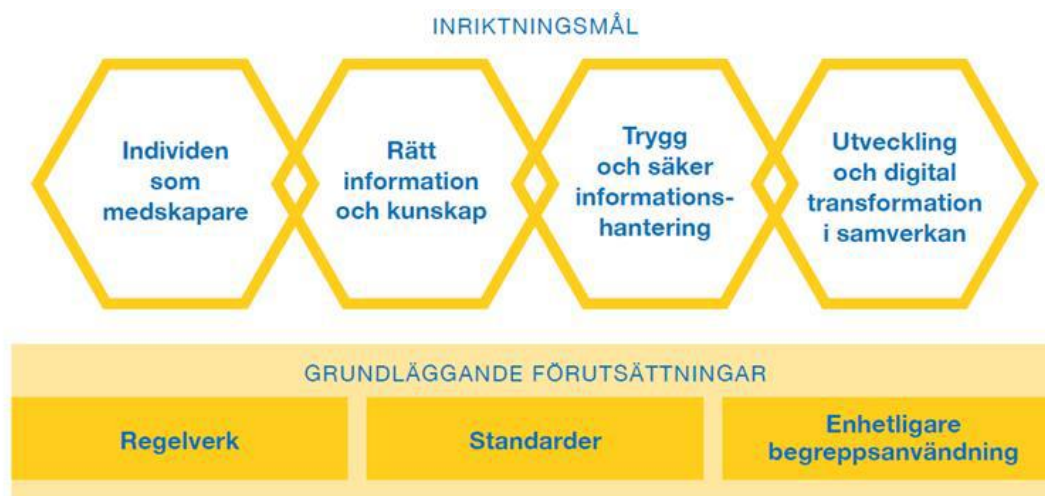 INRIKTNINGSMÅL
Individen
som
medskapare
Rätt
information
och kunskap
Trygg
och säker
informations-
hantering
Utveckling
och digital
transformation
i samverkan
GRUNDLÄGGANDE FÖRUTSÄTTNINGAR
Regelverk
Standarder
Enhetligare
begreppsanvändning